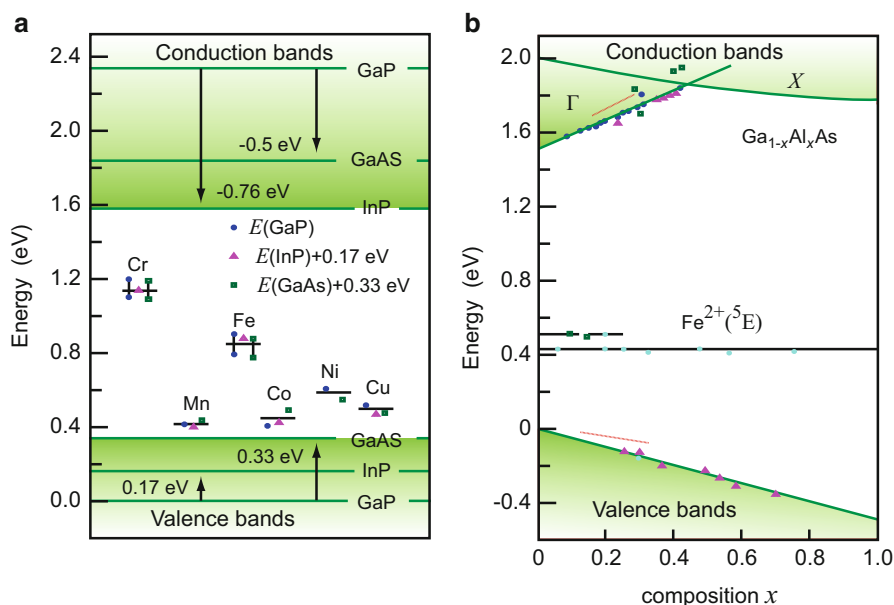 a
Conduction bands
GaP
-0.5 eV
GaAS
-0.76 eV
InP
E(GaP)
E(InP)+0.17 eV
E(GaAs)+0.33 eV
Cr
Fe
Mn
Co
Ni
Cu
GaAS
0.33 eV
InP
0.17 eV
GaP
Valence bands
Energy (eV)
2.4
2.0
1.6
1.2
0.8
0.4
0.0
b
Conduction bands
X
Γ
Ga1-xAlxAs
Fe2+(5E)
Valence bands
Energy (eV)
2.0
1.6
1.2
0.8
0.4
0
-0.4
0 0.2 0.4 0.6 0.8 1.0
composition x